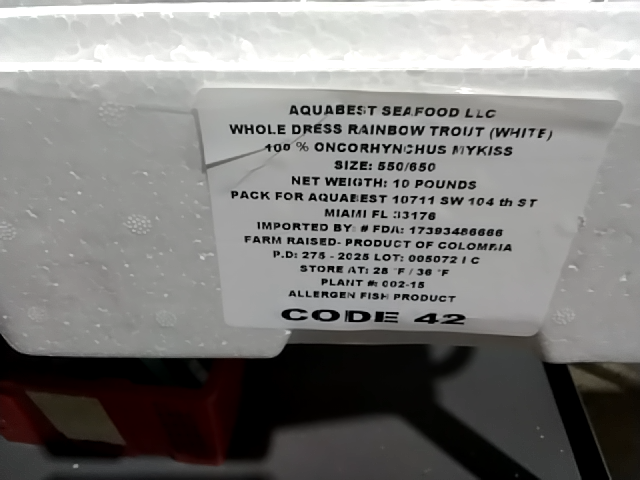 AQUABEST SEAFOOD LLC
WHOLE DRESS RAINBOW TROUT (WHITE)
100 % ONCORHYNCHUS MYKISS
SIZE: 550/650
NET WEIGTH: 10 POUNDS
PACK FOR AQUABEST 10711 SW 104 th ST
MIAMI FL 33176
IMPORTED BY: # FDA: 17393486666
FARM RAISED- PRODUCT OF COLOMBIA
P.D: 275 - 2025 LOT: 005072 I C
STORE AT: 28 °F / 36 °F
PLANT #: 002-15
ALLERGEN FISH PRODUCT
CODE 42